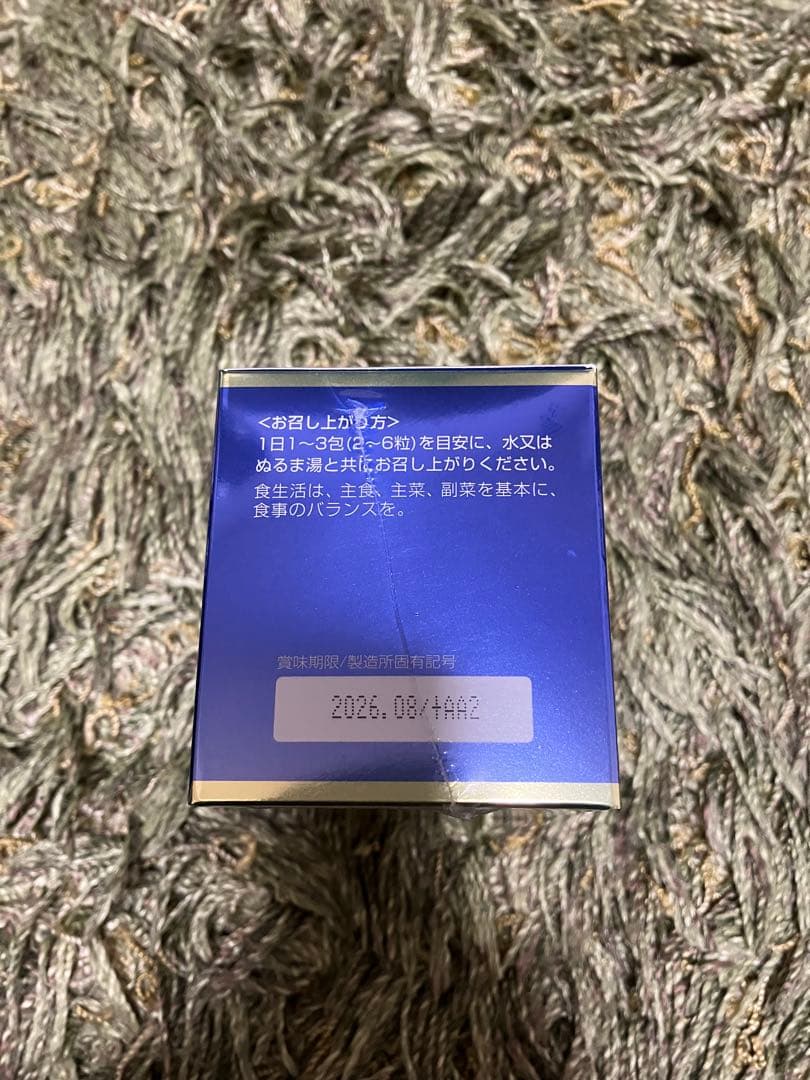 <お召し上がり方>
1日1〜3包(2〜6粒)を目安に、水又は
ぬるま湯と共にお召し上がりください。
食生活は、主食、主菜、副菜を基本に、
食事のバランスを。
賞味期限/製造所固有記号
2026.08/†AA2